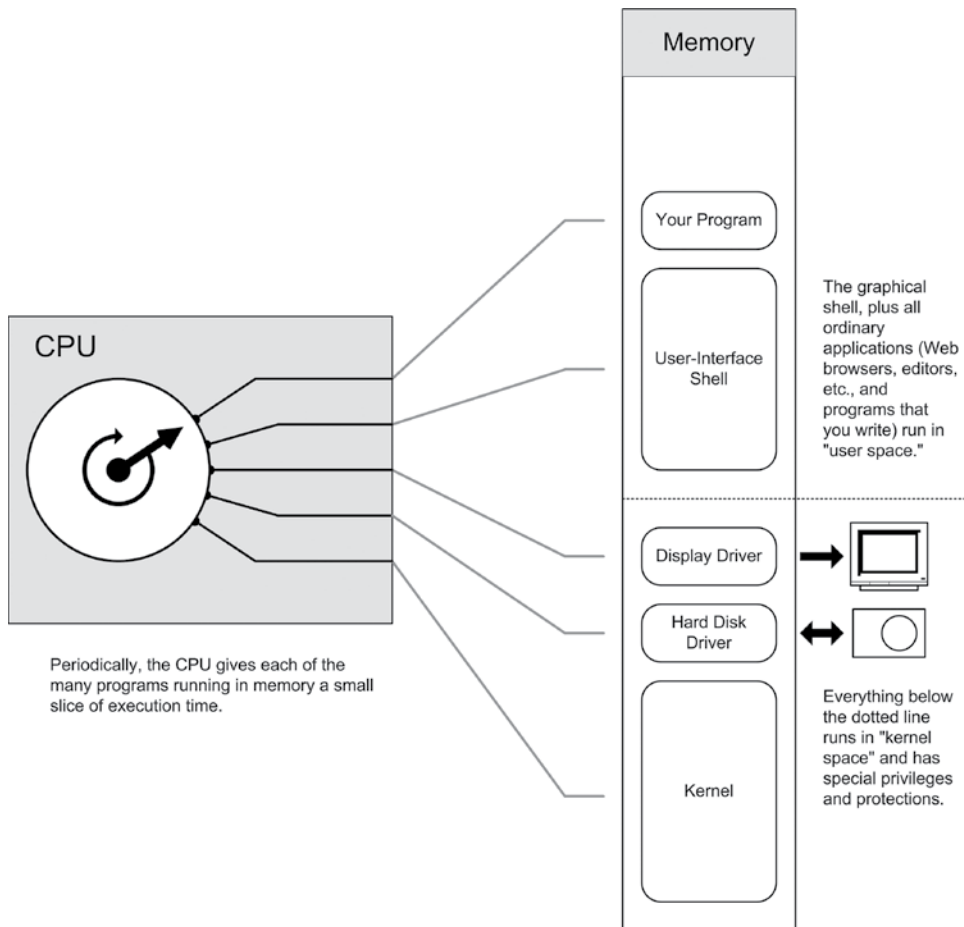 Memory
Your Program
User-Interface
Shell
The graphical
shell, plus all
ordinary
applications (Web
browsers, editors,
etc., and
programs that
you write) run in
"user space."
CPU
Periodically, the CPU gives each of the
many programs running in memory a small
slice of execution time.
Display Driver
Hard Disk
Driver
Kernel
Everything below
the dotted line
runs in "kernel
space" and has
special privileges
and protections.